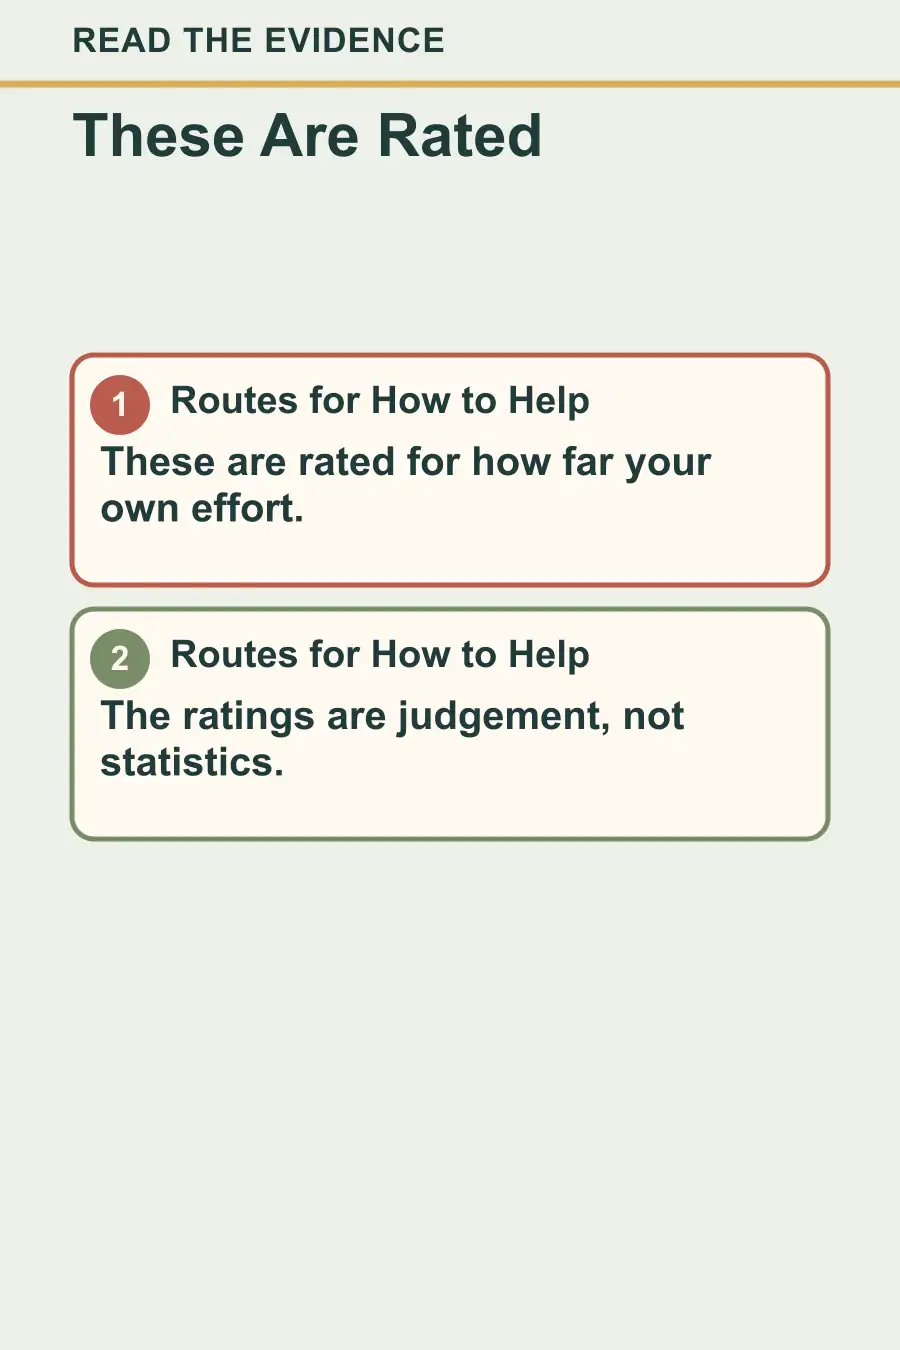 READ THE EVIDENCE
These Are Rated
1
Routes for How to Help
These are rated for how far your
own effort.
2
Routes for How to Help
The ratings are judgement, not
statistics.